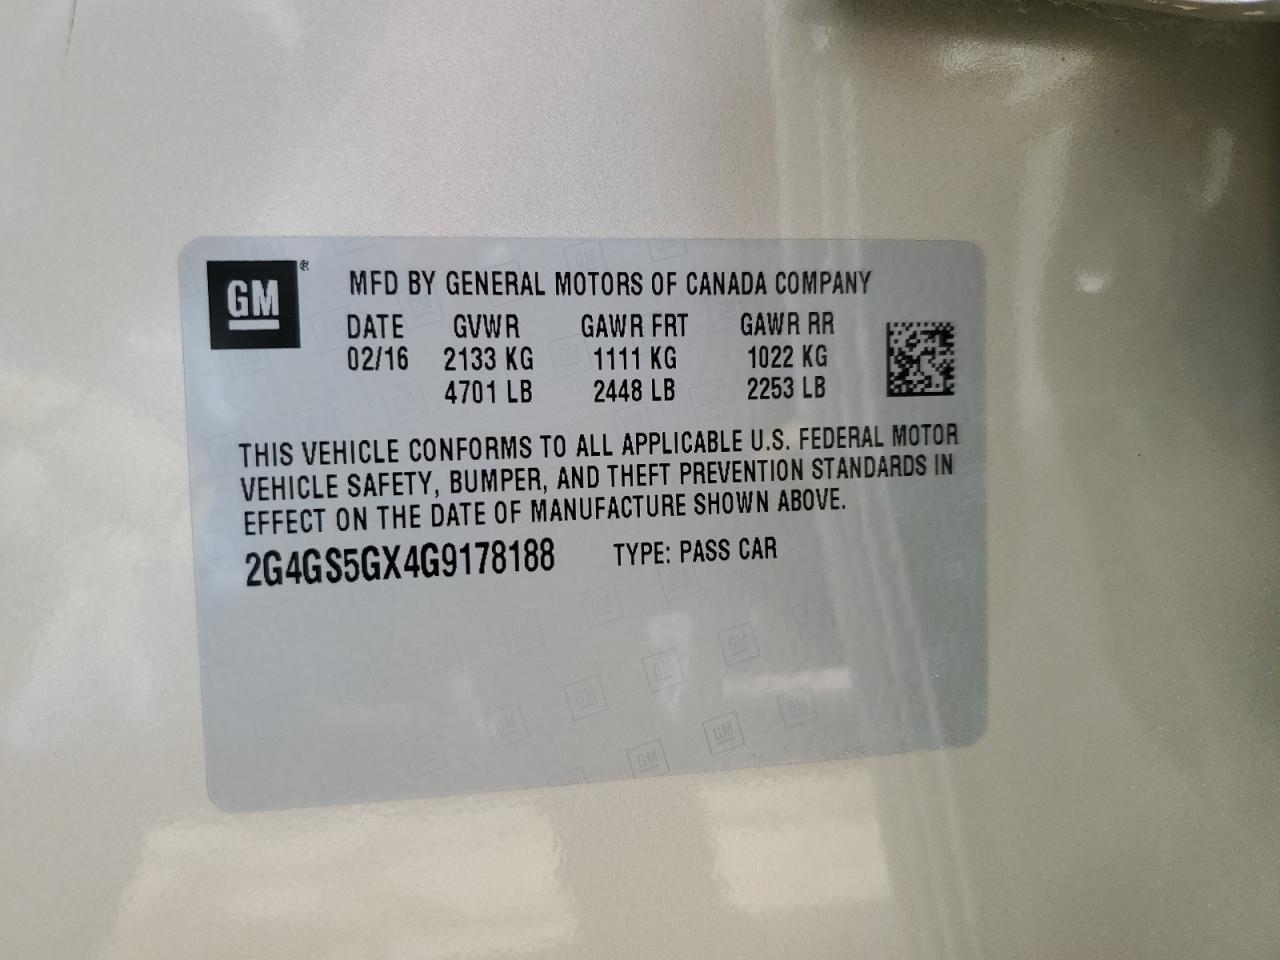 GM®
MFD BY GENERAL MOTORS OF CANADA COMPANY
DATE GVWR GAWR FRT GAWR RR
02/16 2133 KG 1111 KG 1022 KG
4701 LB 2448 LB 2253 LB
THIS VEHICLE CONFORMS TO ALL APPLICABLE U.S. FEDERAL MOTOR
VEHICLE SAFETY, BUMPER, AND THEFT PREVENTION STANDARDS IN
EFFECT ON THE DATE OF MANUFACTURE SHOWN ABOVE.
2G4GS5GX4G9178188 TYPE: PASS CAR